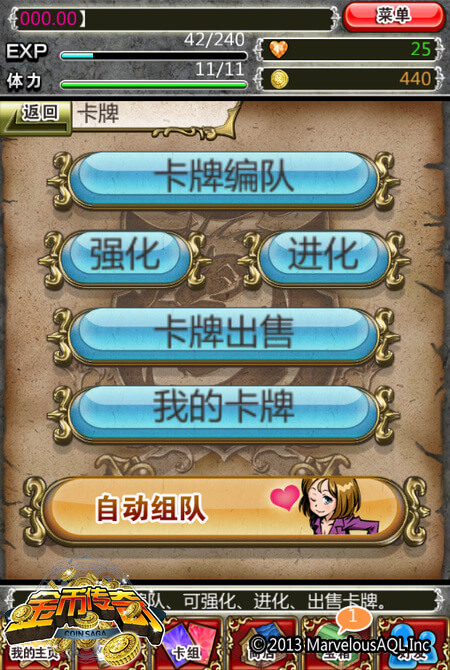 000.00】
菜单
EXP
42/240
25
体力
11/11
440
返回
卡牌
卡牌编队
强化
进化
卡牌出售
我的卡牌
自动组队
队、可强化、进化、出售卡牌。
金币传奇
COIN SAGA
1
我的主页
卡组
© 2013 MarvelousAQL Inc